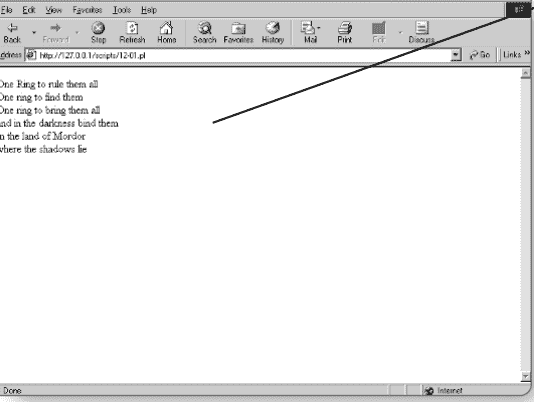 File Edit View Favorites Tools Help
Back Forward Stop Refresh Home Search Favorites History Mail Print Edit Discuss
ddress http://127.0.0.1/scripts/12-01.pl Go Links »
One Ring to rule them all
One ring to find them
One ring to bring them all
and in the darkness bind them
in the land of Mordor
where the shadows lie
Done Internet